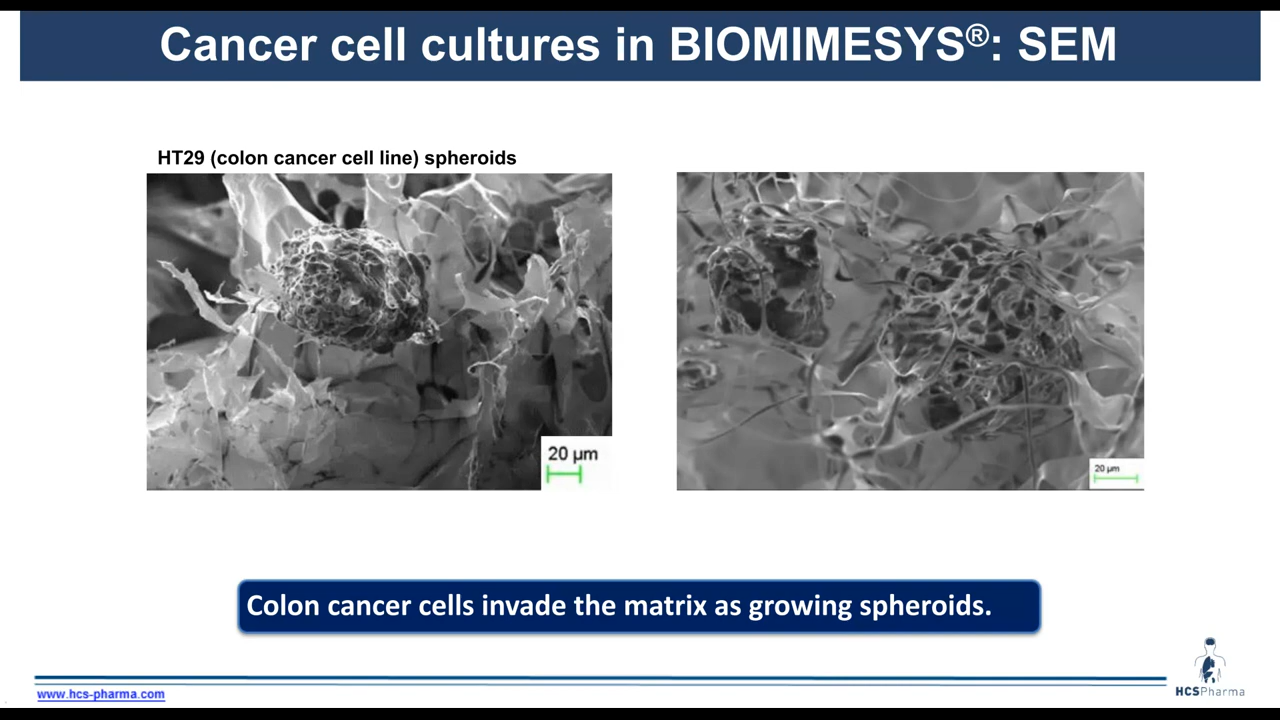 Cancer cell cultures in BIOMIMESYS®: SEM
HT29 (colon cancer cell line) spheroids
20 µm
20 µm
Colon cancer cells invade the matrix as growing spheroids.
www.hcs-pharma.com
HCSPharma